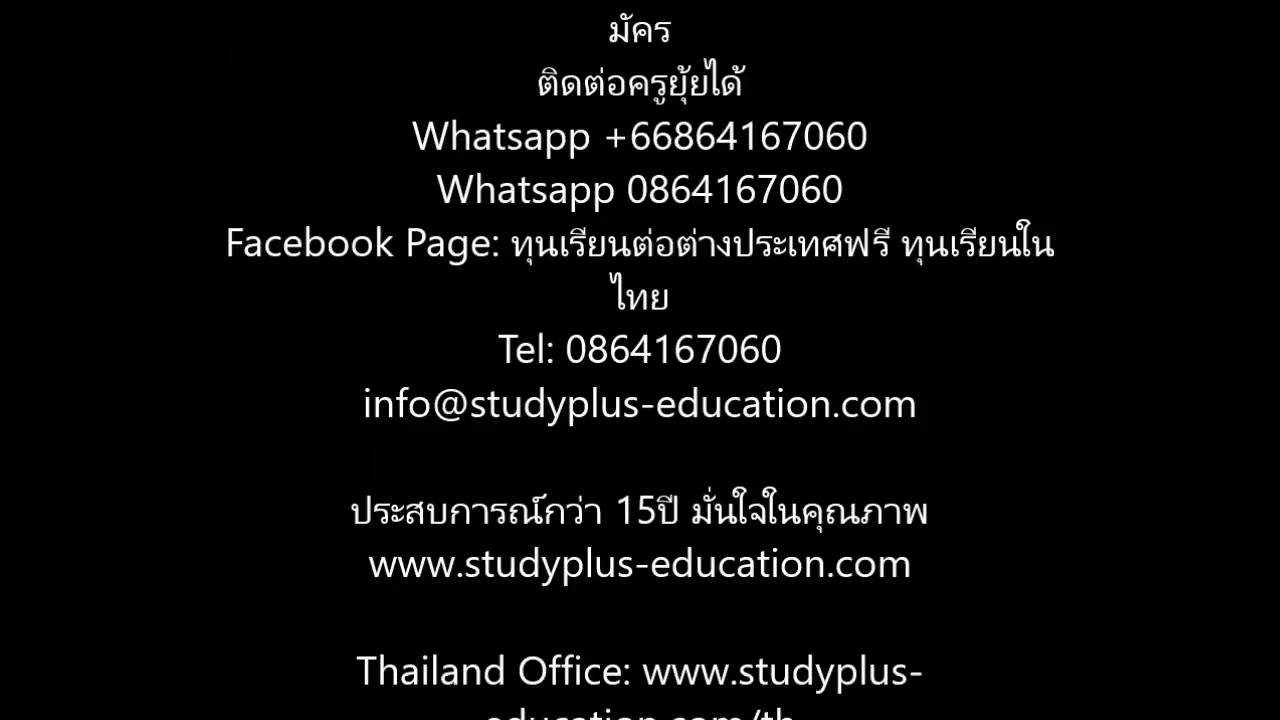 มัคร
ติดต่อครูยุ้ยได้
Whatsapp +66864167060
Whatsapp 0864167060
Facebook Page: ทุนเรียนต่อต่างประเทศฟรี ทุนเรียนใน
ไทย
Tel: 0864167060
info@studyplus-education.com
ประสบการณ์กว่า 15ปี มั่นใจในคุณภาพ
www.studyplus-education.com
Thailand Office: www.studyplus-
education.com/th